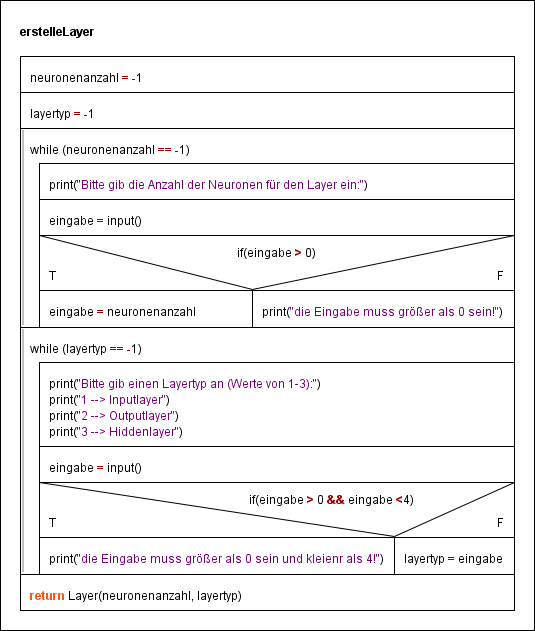 erstelleLayer
neuronenanzahl = -1
layertyp = -1
while (neuronenanzahl == -1)
print("Bitte gib die Anzahl der Neuronen für den Layer ein:")
eingabe = input()
if(eingabe > 0)
T F
eingabe = neuronenanzahl print("die Eingabe muss größer als 0 sein!")
while (layertyp == -1)
print("Bitte gib einen Layertyp an (Werte von 1-3):")
print("1 --> Inputlayer")
print("2 --> Outputlayer")
print("3 --> Hiddenlayer")
eingabe = input()
if(eingabe > 0 && eingabe <4)
T F
print("die Eingabe muss größer als 0 sein und kleienr als 4!") layertyp = eingabe
return Layer(neuronenanzahl, layertyp)